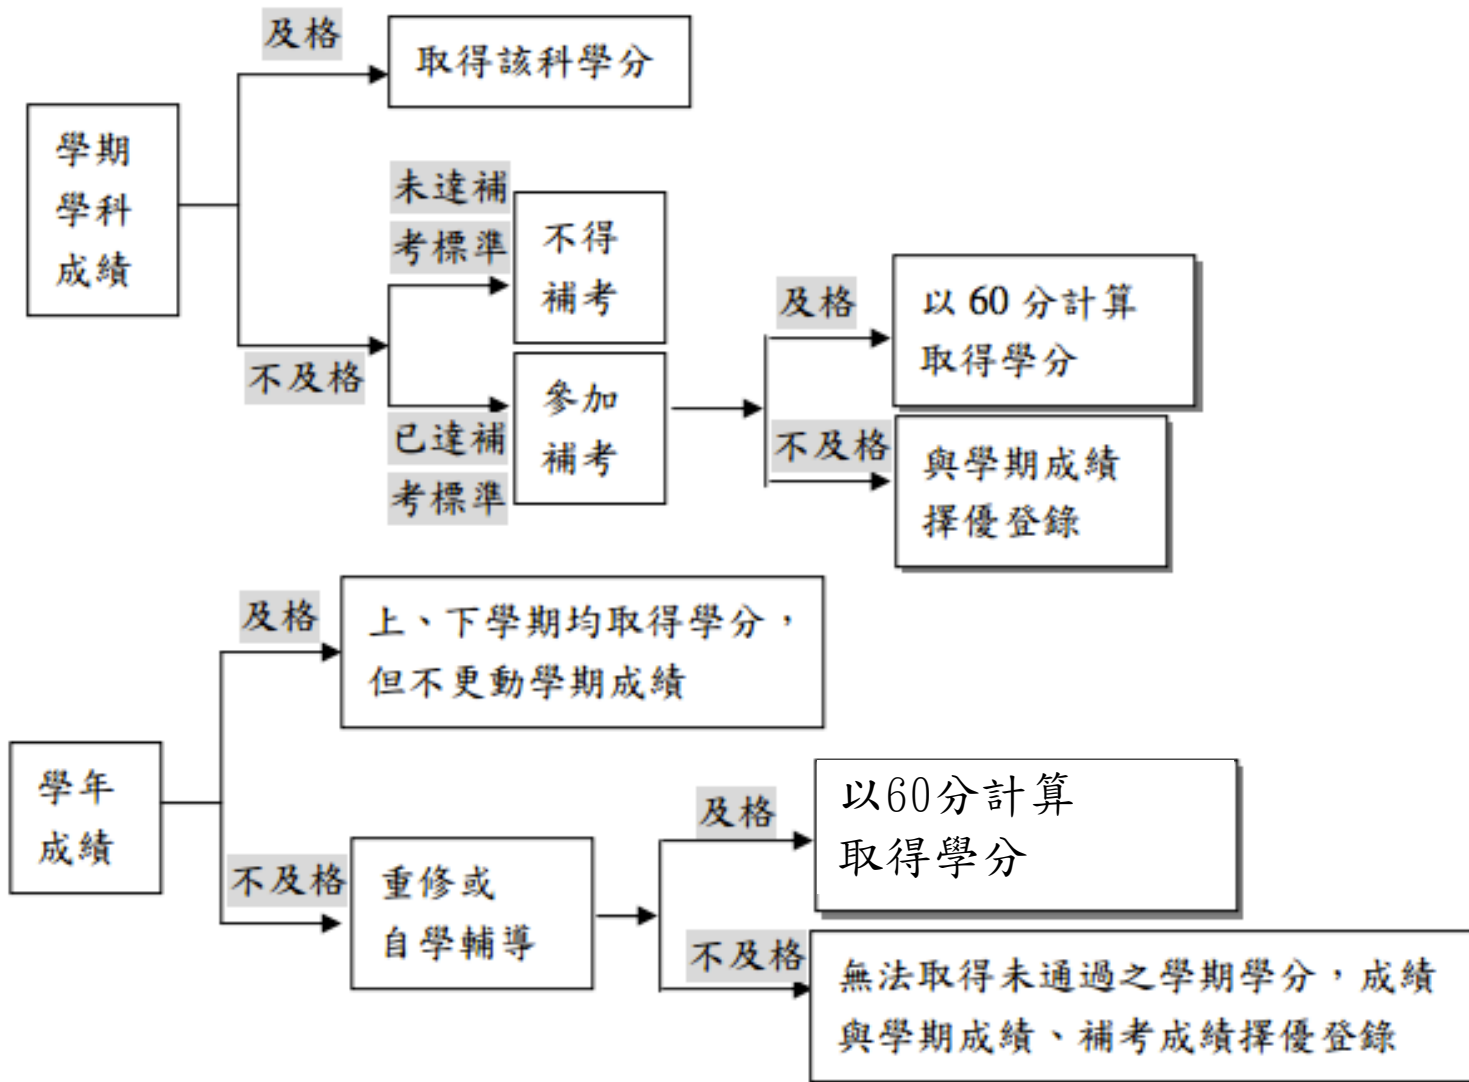 及格
取得該科學分
學期
學科
成績
未達補
考標準
不得
補考
不及格
已達補
考標準
參加
補考
及格
以 60 分計算
取得學分
不及格
與學期成績
擇優登錄
及格
上、下學期均取得學分，
但不更動學期成績
學年
成績
不及格
重修或
自學輔導
及格
以60分計算
取得學分
不及格
無法取得未通過之學期學分，成績
與學期成績、補考成績擇優登錄